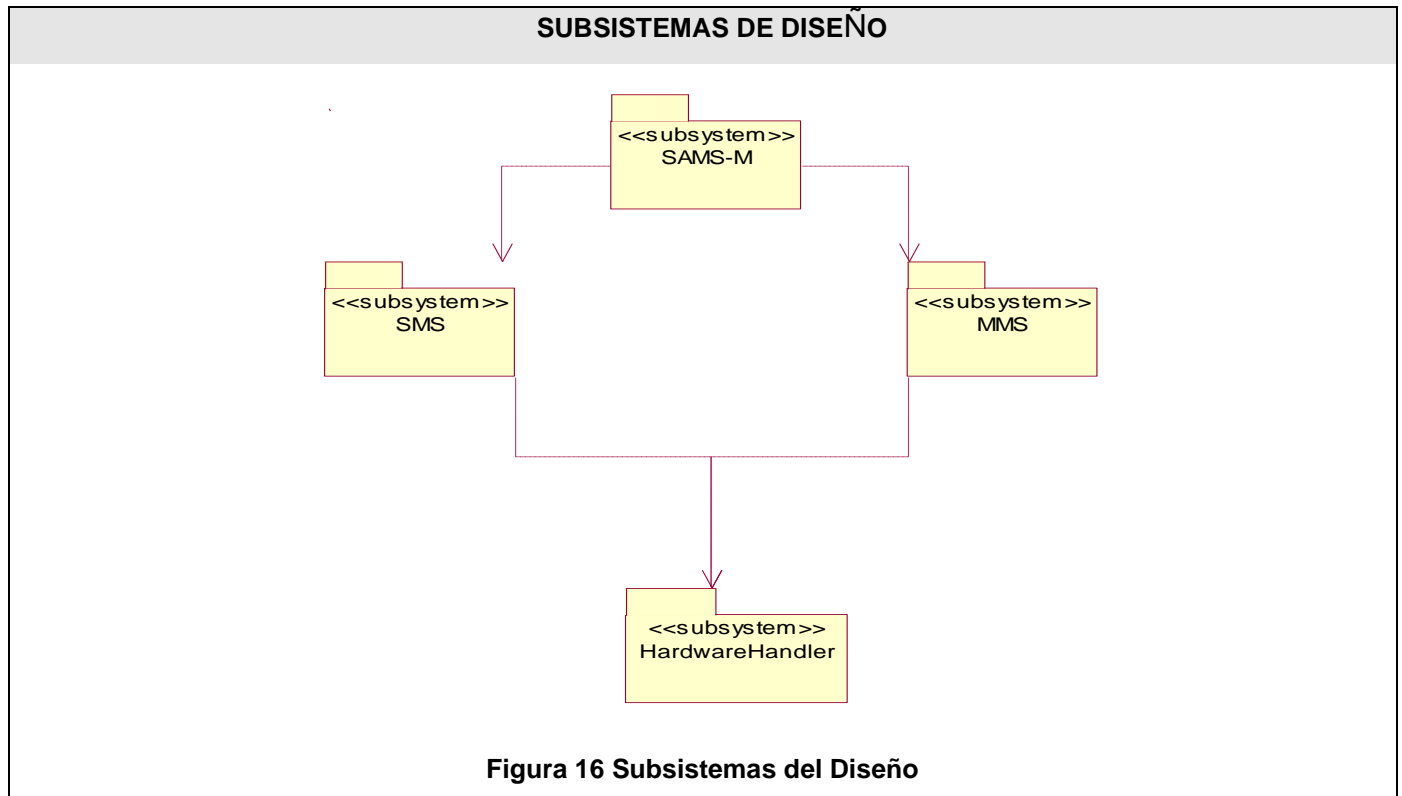 SUBSISTEMAS DE DISEÑO
<<subsystem>>
SAMS-M
<<subsystem>>
SMS
<<subsystem>>
MMS
<<subsystem>>
HardwareHandler
Figura 16 Subsistemas del Diseño